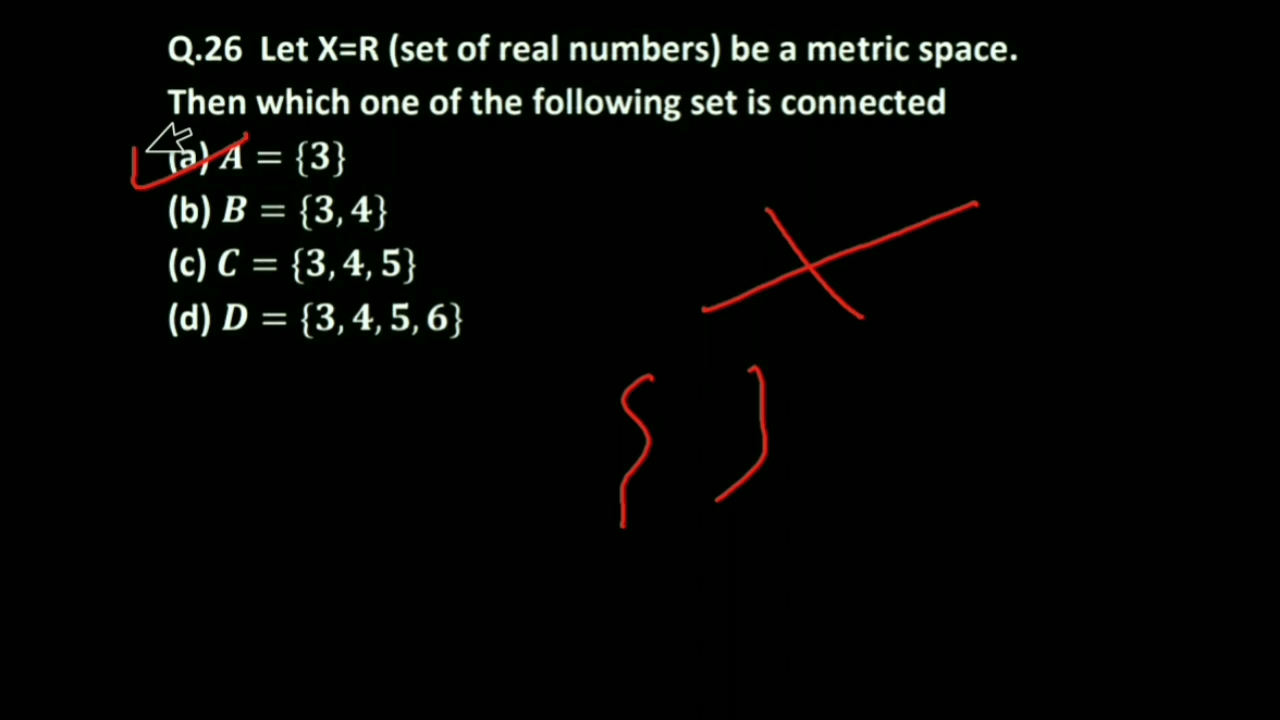 Q.26 Let X=R (set of real numbers) be a metric space.
Then which one of the following set is connected
(a) A = {3}
(b) B = {3, 4}
(c) C = {3, 4, 5}
(d) D = {3, 4, 5, 6}